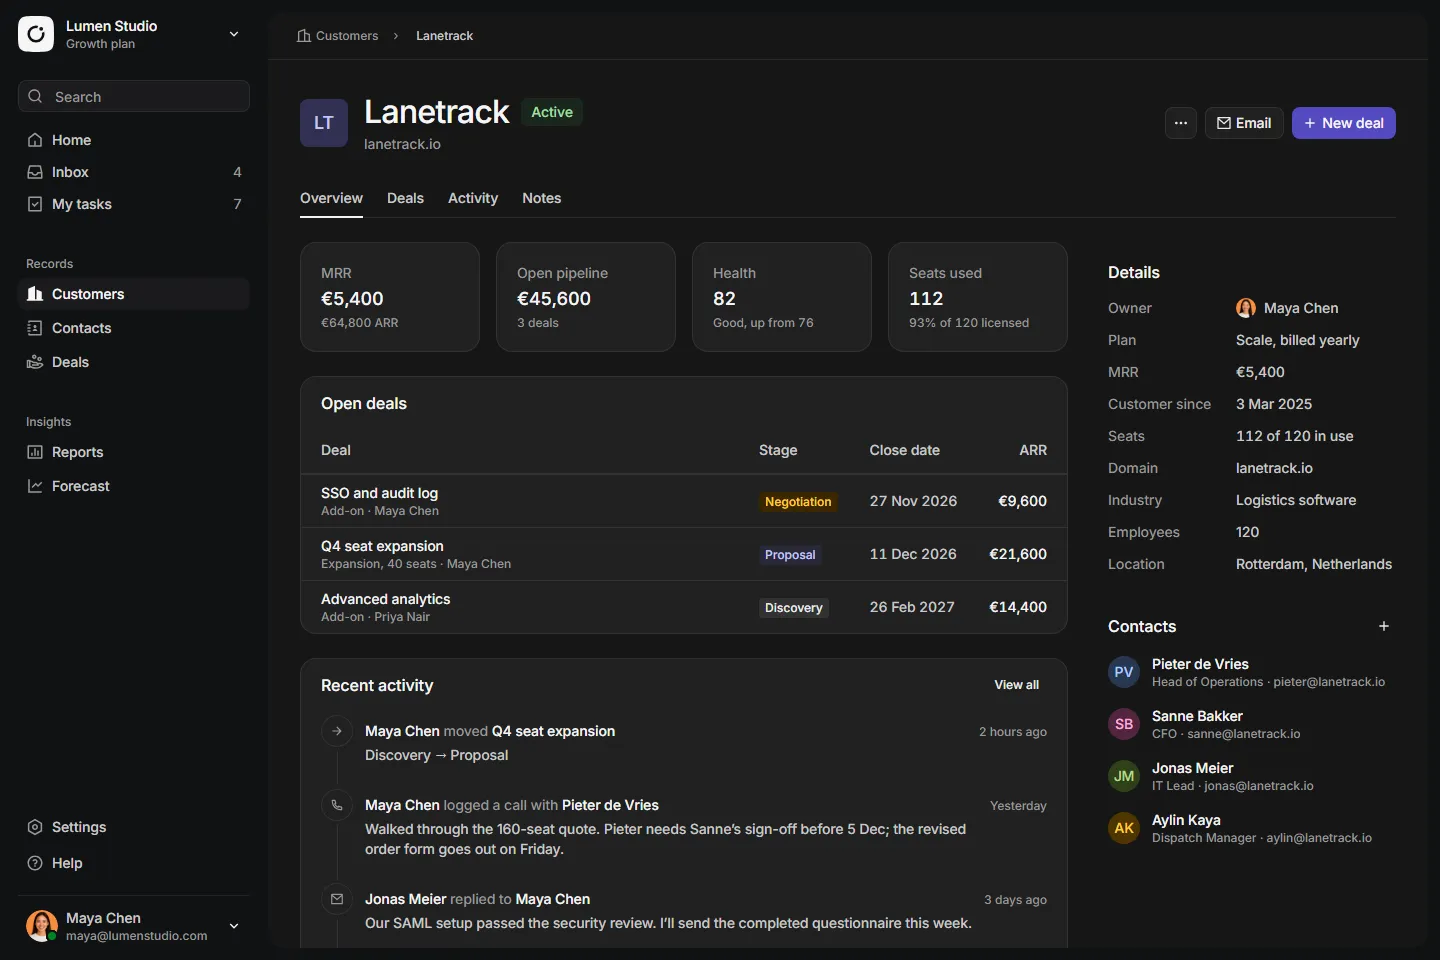 Lumen Studio
Growth plan
Search
Home
Inbox 4
My tasks 7
Records
Customers
Contacts
Deals
Insights
Reports
Forecast
Settings
Help
Maya Chen
maya@lumenstudio.com
Customers › Lanetrack
LT
Lanetrack Active
lanetrack.io
Email
+ New deal
Overview Deals Activity Notes
MRR
€5,400
€64,800 ARR
Open pipeline
€45,600
3 deals
Health
82
Good, up from 76
Seats used
112
93% of 120 licensed
Open deals
Deal Stage Close date ARR
SSO and audit log
Add-on · Maya Chen
Negotiation 27 Nov 2026 €9,600
Q4 seat expansion
Expansion, 40 seats · Maya Chen
Proposal 11 Dec 2026 €21,600
Advanced analytics
Add-on · Priya Nair
Discovery 26 Feb 2027 €14,400
Recent activity View all
Maya Chen moved Q4 seat expansion 2 hours ago
Discovery → Proposal
Maya Chen logged a call with Pieter de Vries Yesterday
Walked through the 160-seat quote. Pieter needs Sanne’s sign-off before 5 Dec; the revised
order form goes out on Friday.
Jonas Meier replied to Maya Chen 3 days ago
Our SAML setup passed the security review. I’ll send the completed questionnaire this week.
Details
Owner Maya Chen
Plan Scale, billed yearly
MRR €5,400
Customer since 3 Mar 2025
Seats 112 of 120 in use
Domain lanetrack.io
Industry Logistics software
Employees 120
Location Rotterdam, Netherlands
Contacts +
PV
Pieter de Vries
Head of Operations · pieter@lanetrack.io
SB
Sanne Bakker
CFO · sanne@lanetrack.io
JM
Jonas Meier
IT Lead · jonas@lanetrack.io
AK
Aylin Kaya
Dispatch Manager · aylin@lanetrack.io